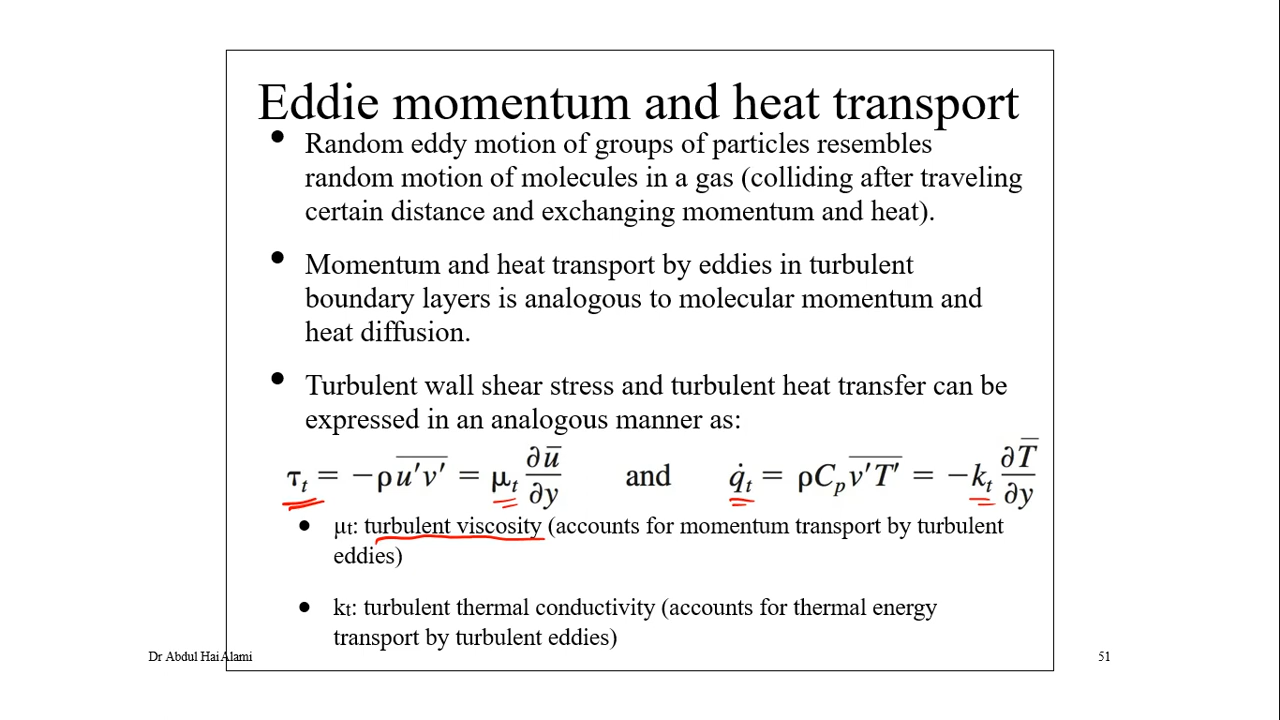 Eddie momentum and heat transport
• Random eddy motion of groups of particles resembles
random motion of molecules in a gas (colliding after traveling
certain distance and exchanging momentum and heat).
• Momentum and heat transport by eddies in turbulent
boundary layers is analogous to molecular momentum and
heat diffusion.
• Turbulent wall shear stress and turbulent heat transfer can be
expressed in an analogous manner as:
τₜ = −ρu̅′̅v̅′̅ = μₜ ∂u̅/∂y and q̇ₜ = ρCₚv̅′̅T̅′̅ = −kₜ ∂T̅/∂y
• μt: turbulent viscosity (accounts for momentum transport by turbulent
eddies)
• kt: turbulent thermal conductivity (accounts for thermal energy
transport by turbulent eddies)
Dr Abdul Hai Alami
51